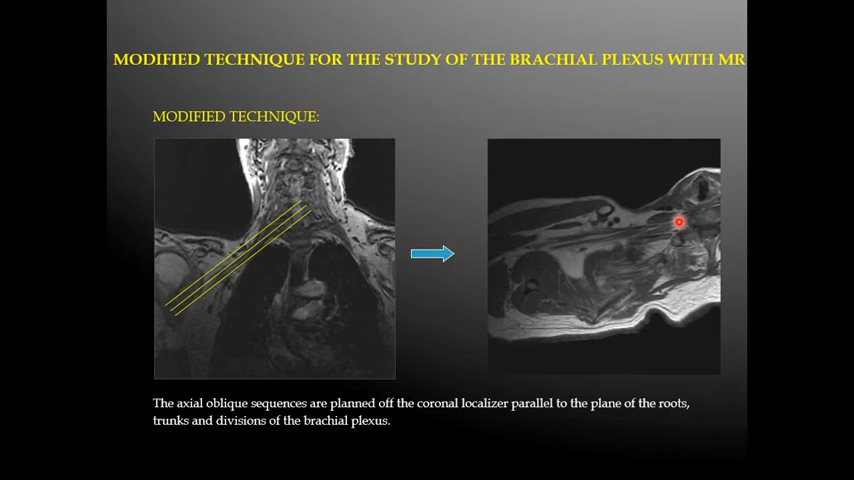 MODIFIED TECHNIQUE FOR THE STUDY OF THE BRACHIAL PLEXUS WITH MR
MODIFIED TECHNIQUE:
The axial oblique sequences are planned off the coronal localizer parallel to the plane of the roots,
trunks and divisions of the brachial plexus.